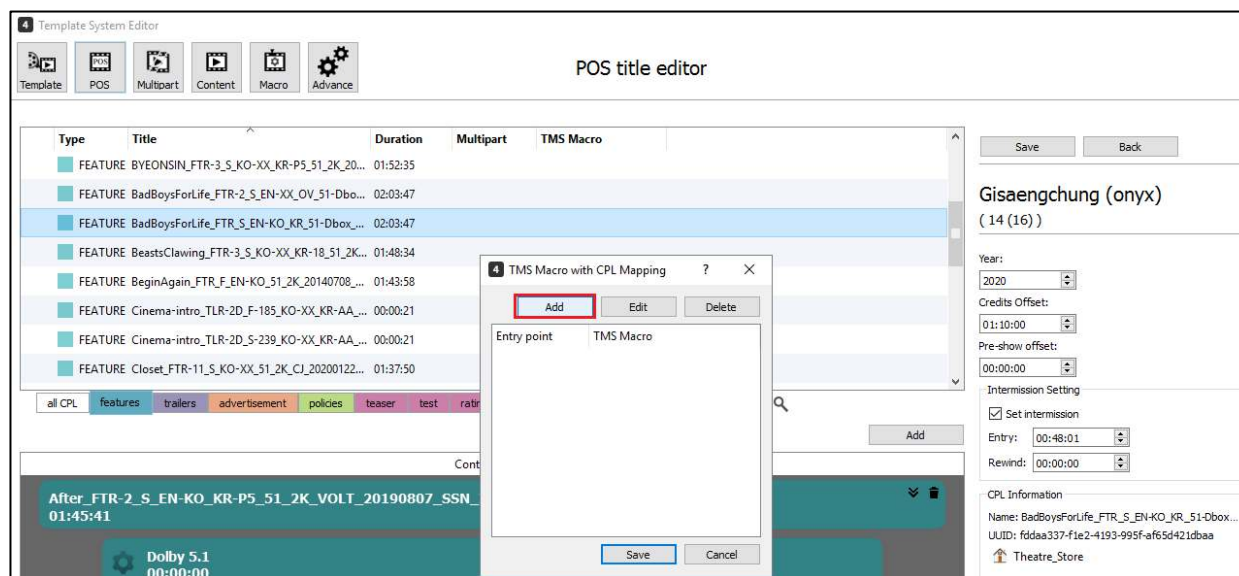 4 Template System Editor
Template POS Multipart Content Macro Advance
POS title editor
Type Title Duration Multipart TMS Macro
FEATURE BYEONSIN_FTR-3_S_KO-XX_KR-P5_51_2K_20... 01:52:35
FEATURE BadBoysForLife_FTR-2_S_EN-XX_OV_51-Dbo... 02:03:47
FEATURE BadBoysForLife_FTR_S_EN-KO_KR_51-Dbox_... 02:03:47
FEATURE BeastsClawing_FTR-3_S_KO-XX_KR-18_51_2K... 01:48:34
FEATURE BeginAgain_FTR_F_EN-KO_51_2K_20140708_... 01:43:58
FEATURE Cinema-intro_TLR-2D_F-185_KO-XX_KR-AA_... 00:00:21
FEATURE Cinema-intro_TLR-2D_S-239_KO-XX_KR-AA_... 00:00:21
FEATURE Closet_FTR-11_S_KO-XX_51_2K_CJ_20200122... 01:37:50
all CPL features trailers advertisement policies teaser test ratin
Add
Cont
After_FTR-2_S_EN-KO_KR-P5_51_2K_VOLT_20190807_SSN_
01:45:41
Dolby 5.1
00:00:00
4 TMS Macro with CPL Mapping ? ×
Add Edit Delete
Entry point TMS Macro
Save Cancel
Save Back
Gisaengchung (onyx)
( 14 (16) )
Year:
2020
Credits Offset:
01:10:00
Pre-show offset:
00:00:00
Intermission Setting
Set intermission
Entry: 00:48:01
Rewind: 00:00:00
CPL Information
Name: BadBoysForLife_FTR_S_EN-KO_KR_51-Dbox...
UUID: fddaa337-f1e2-4193-995f-af65d421dbaa
Theatre_Store